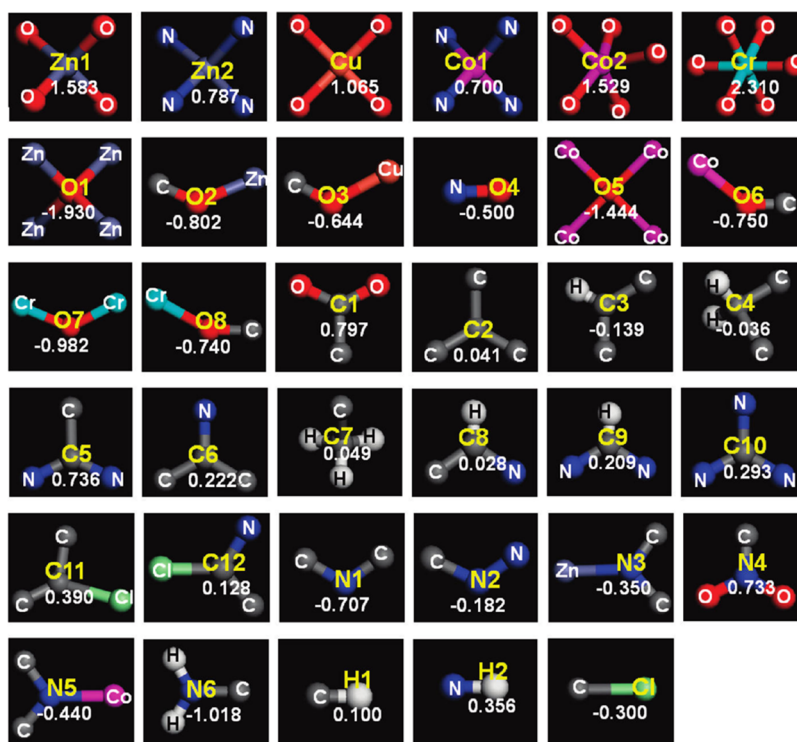 O O N N O O N N O O O O O
Zn1 Zn2 Cu Co1 Co2 O Cr O
1.583 0.787 1.065 0.700 1.529 2.310
O O N N O O N N O O O O
Zn Zn C O2 Zn C O3 Cu N O4 Co Co Co O6
O1 O5
-1.930 -0.802 -0.644 -0.500 -1.444 -0.750 C
Zn Zn Co Co
Cr O7 Cr Cr O8 C O O C H C H C
C1 C2 C3 C4
-0.982 -0.740 0.797 0.041 -0.139 H -0.036
C C C C C
C N C H H N
C5 C6 H C7 H C8 C9 C10
0.736 0.222 0.049 0.028 0.209 0.293
N N C C H C N N N N N
C N C C C N C O
C11 Cl C12 N1 N2 Zn N3 N4
0.390 0.128 -0.707 -0.182 -0.350 0.733
C Cl C C O O
C H
N5 Co N6 C C H1 N H2 C Cl
-0.440 -1.018 0.100 0.356 -0.300
C H